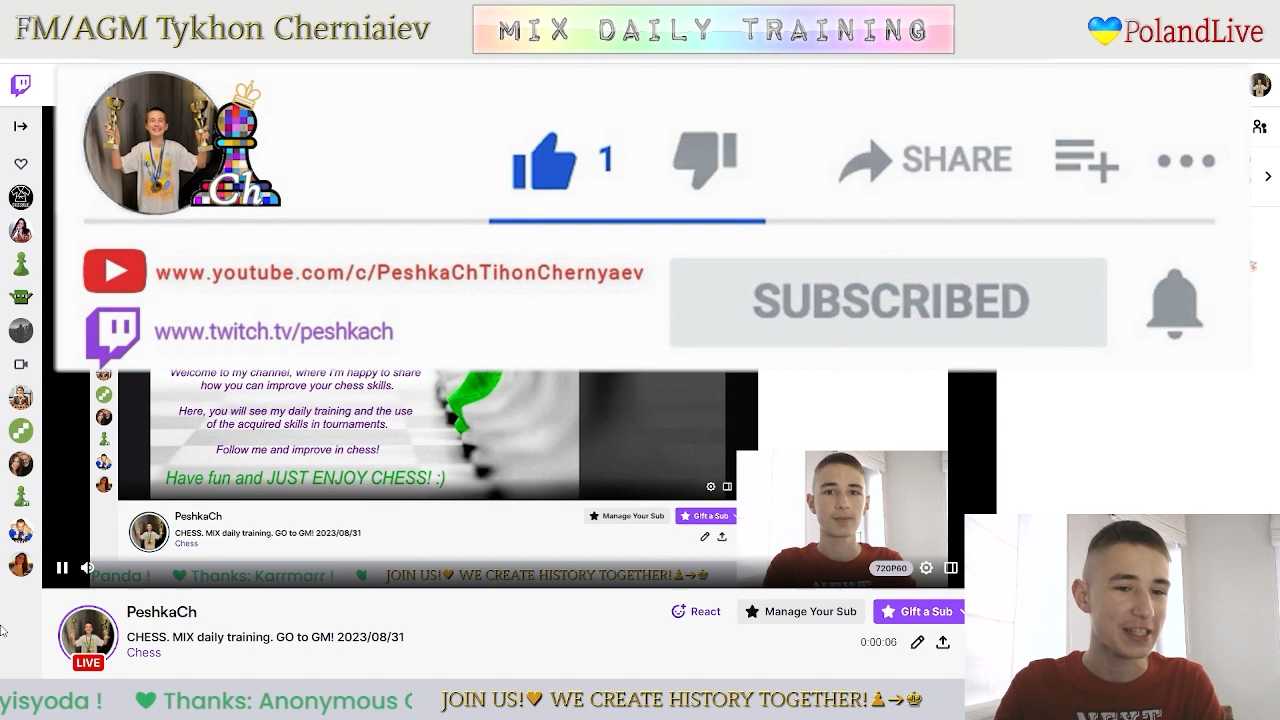 FM/AGM Tykhon Cherniaiev
MIX DAILY TRAINING
PolandLive
Ch
1
SHARE
www.youtube.com/c/PeshkaChTihonChernyaev
SUBSCRIBED
www.twitch.tv/peshkach
Welcome to my channel, where I'm happy to share
how you can improve your chess skills.
Here, you will see my daily training and the use
of the acquired skills in tournaments.
Follow me and improve in chess!
Have fun and JUST ENJOY CHESS! :)
PeshkaCh
Manage Your Sub
Gift a Sub
CHESS. MIX daily training. GO to GM! 2023/08/31
Chess
Panda !
Thanks: Karrmarr !
JOIN US! WE CREATE HISTORY TOGETHER!
720P60
PeshkaCh
React
Manage Your Sub
Gift a Sub
CHESS. MIX daily training. GO to GM! 2023/08/31
0:00:06
Chess
LIVE
yisyoda !
Thanks: Anonymous
JOIN US! WE CREATE HISTORY TOGETHER!
NEXT